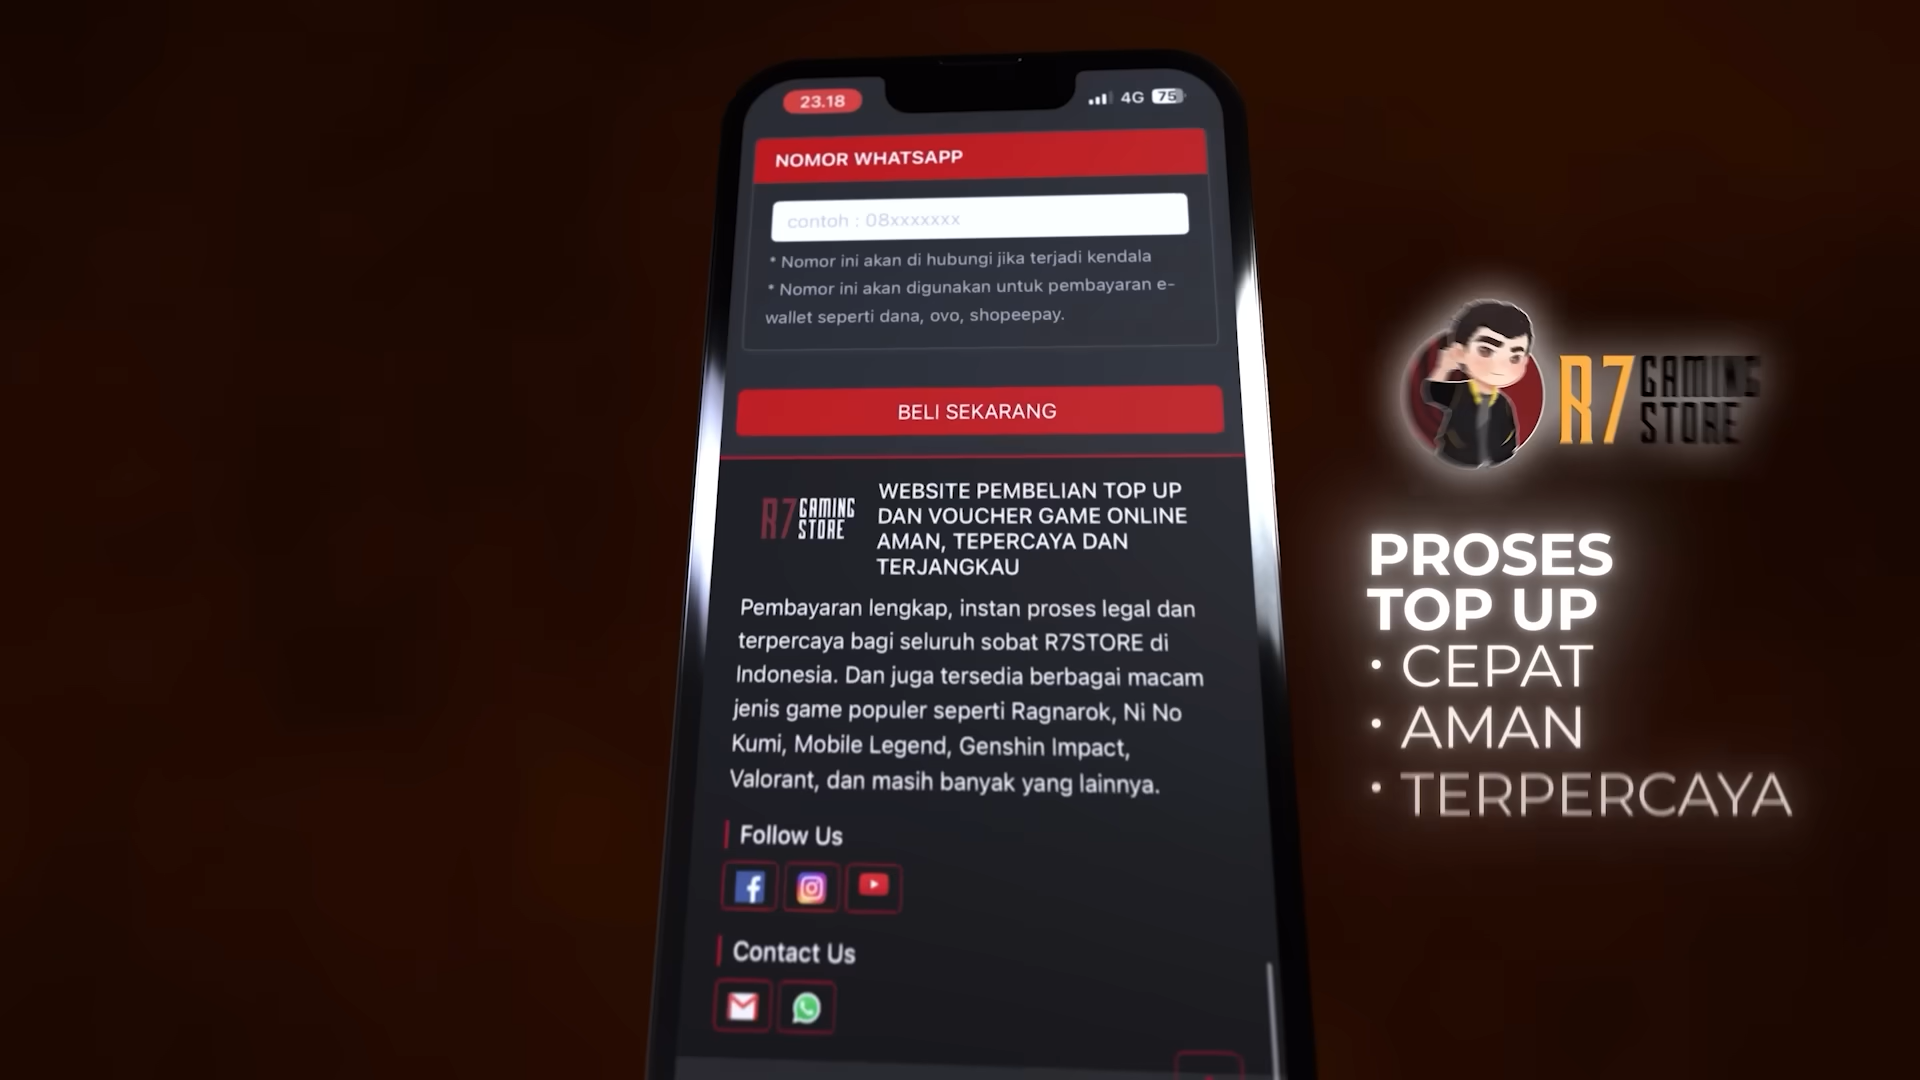 23.18
4G
75
NOMOR WHATSAPP
contoh : 08xxxxxxx
* Nomor ini akan di hubungi jika terjadi kendala
* Nomor ini akan digunakan untuk pembayaran e-
wallet seperti dana, ovo, shopeepay.
BELI SEKARANG
R7 GAMING
STORE
WEBSITE PEMBELIAN TOP UP
DAN VOUCHER GAME ONLINE
AMAN, TEPERCAYA DAN
TERJANGKAU
Pembayaran lengkap, instan proses legal dan
terpercaya bagi seluruh sobat R7STORE di
Indonesia. Dan juga tersedia berbagai macam
jenis game populer seperti Ragnarok, Ni No
Kumi, Mobile Legend, Genshin Impact,
Valorant, dan masih banyak yang lainnya.
Follow Us
Contact Us
R7 GAMING
STORE
PROSES
TOP UP
• CEPAT
• AMAN
• TERPERCAYA